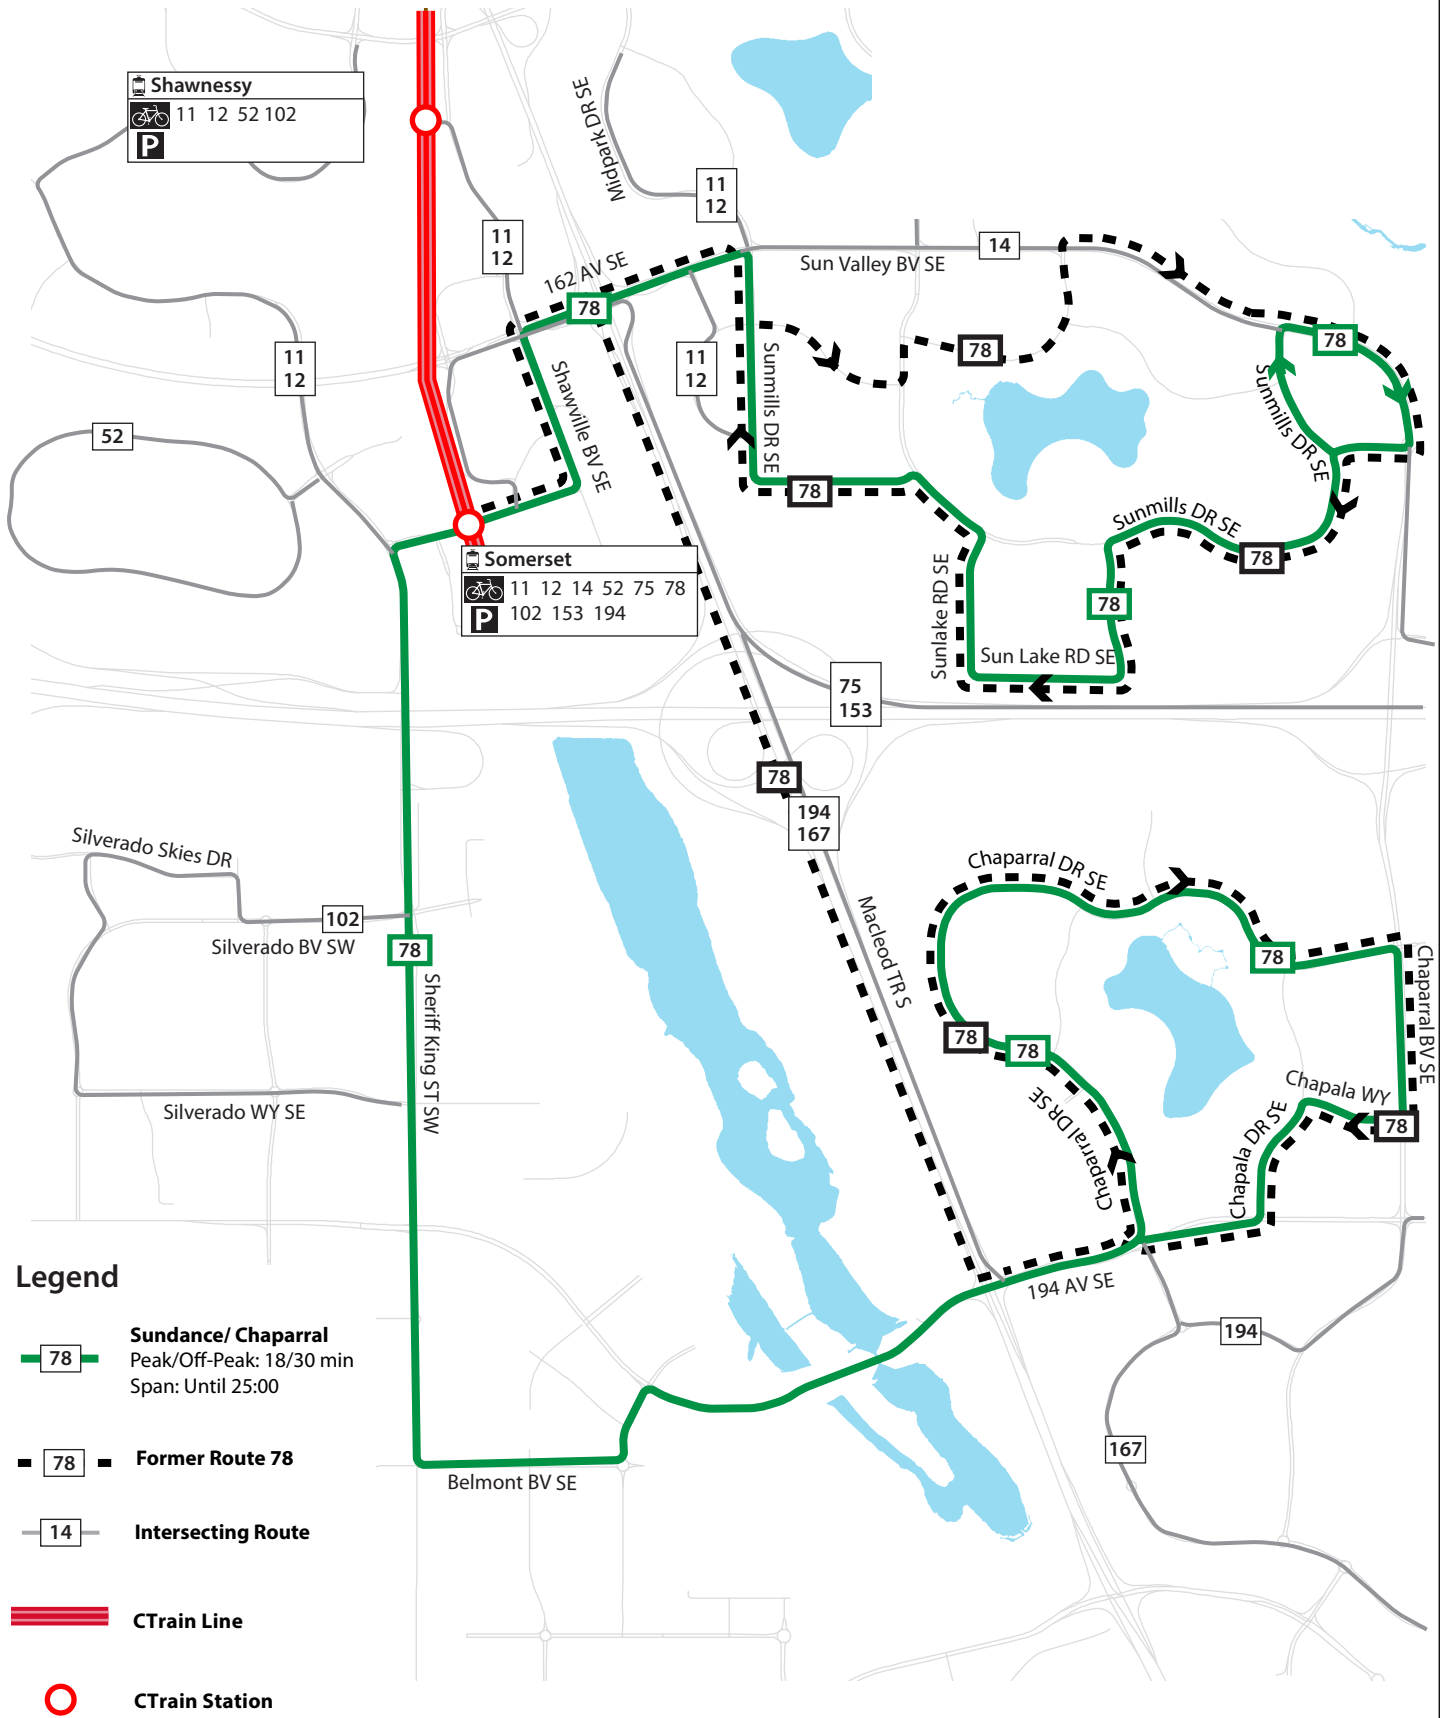 Shawnessy
11 12 52 102
P
Midpark DR SE
11
12
11
12
162 AV SE
78
Sun Valley BV SE
14
11
12
52
Shawville BV SE
11
12
Sunmills DR SE
78
78
Sunmills DR SE
78
Sunmills DR SE
78
78
Somerset
11 12 14 52 75 78
P
102 153 194
Sunlake RD SE
Sun Lake RD SE
75
153
78
194
167
Silverado Skies DR
102
Silverado BV SW
78
Sheriff King ST SW
Silverado WY SE
Macleod TR S
Chaparral DR SE
78
Chaparral BV SE
78
78
Chaparral DR SE
Chapala WY
78
Chapala DR SE
194 AV SE
194
167
Belmont BV SE
Legend
78
Sundance/ Chaparral
Peak/Off-Peak: 18/30 min
Span: Until 25:00
78
Former Route 78
14
Intersecting Route
CTrain Line
CTrain Station